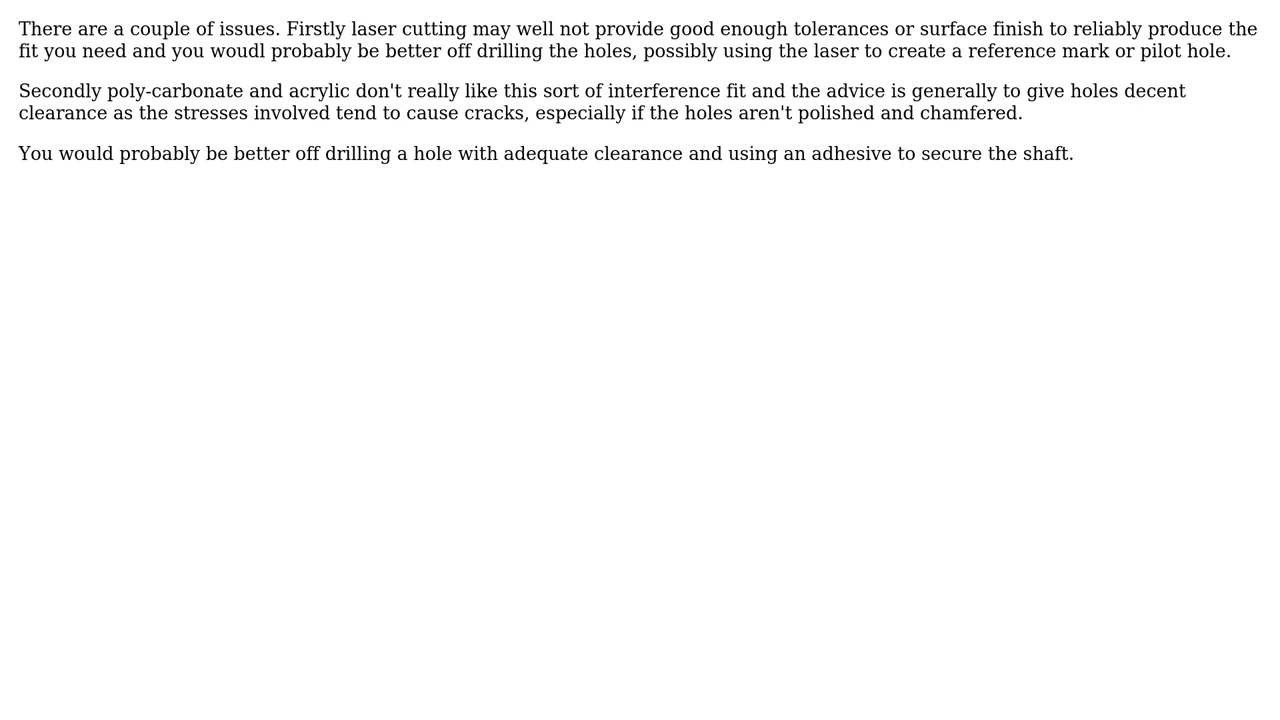 There are a couple of issues. Firstly laser cutting may well not provide good enough tolerances or surface finish to reliably produce the
fit you need and you woudl probably be better off drilling the holes, possibly using the laser to create a reference mark or pilot hole.
Secondly poly-carbonate and acrylic don't really like this sort of interference fit and the advice is generally to give holes decent
clearance as the stresses involved tend to cause cracks, especially if the holes aren't polished and chamfered.
You would probably be better off drilling a hole with adequate clearance and using an adhesive to secure the shaft.